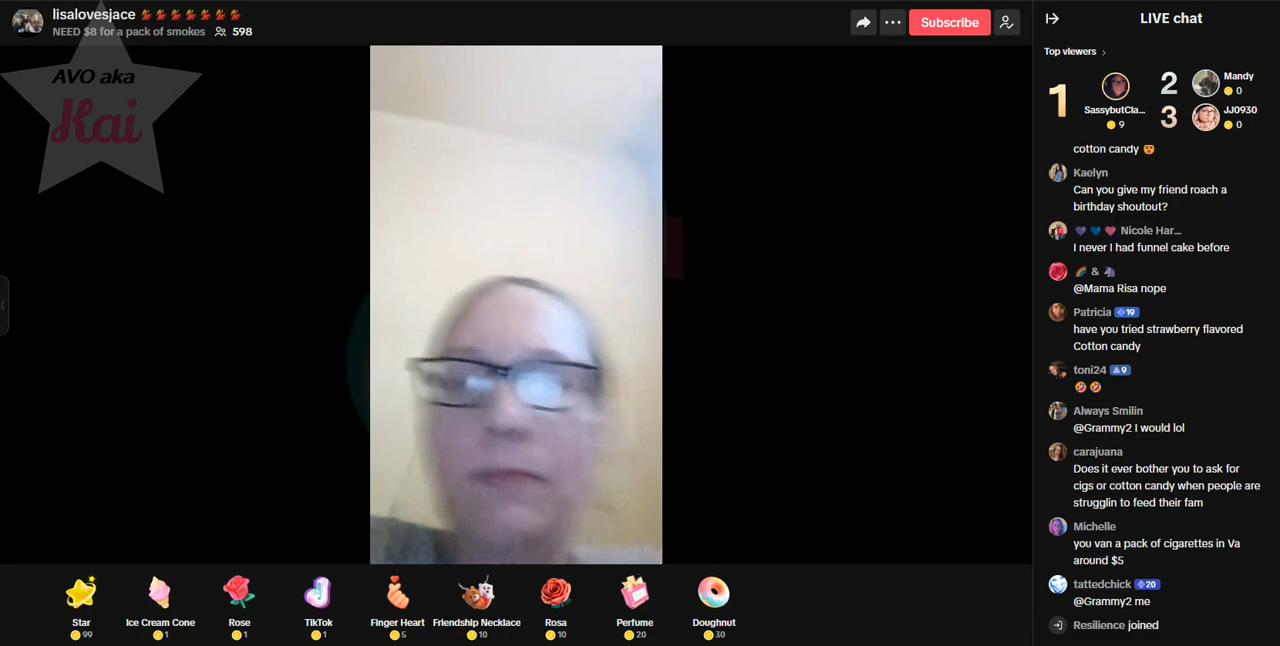 lisalovesjace 💃💃💃💃💃💃💃
NEED $8 for a pack of smokes 598
Subscribe
AVO aka
Kai
LIVE chat
Top viewers >
1
SassybutCla...
9
2
Mandy
0
3
JJ0930
0
cotton candy 😍
Kaelyn
Can you give my friend roach a
birthday shoutout?
💜 💙 ❤️ Nicole Har...
I never I had funnel cake before
🌈 & 🦄
@Mama Risa nope
Patricia 19
have you tried strawberry flavored
Cotton candy
toni24 9
🤣 🤣
Always Smilin
@Grammy2 I would lol
carajuana
Does it ever bother you to ask for
cigs or cotton candy when people are
strugglin to feed their fam
Michelle
you van a pack of cigarettes in Va
around $5
tattedchick 20
@Grammy2 me
Resilience joined
Star
99
Ice Cream Cone
1
Rose
1
TikTok
1
Finger Heart
5
Friendship Necklace
10
Rosa
10
Perfume
20
Doughnut
30